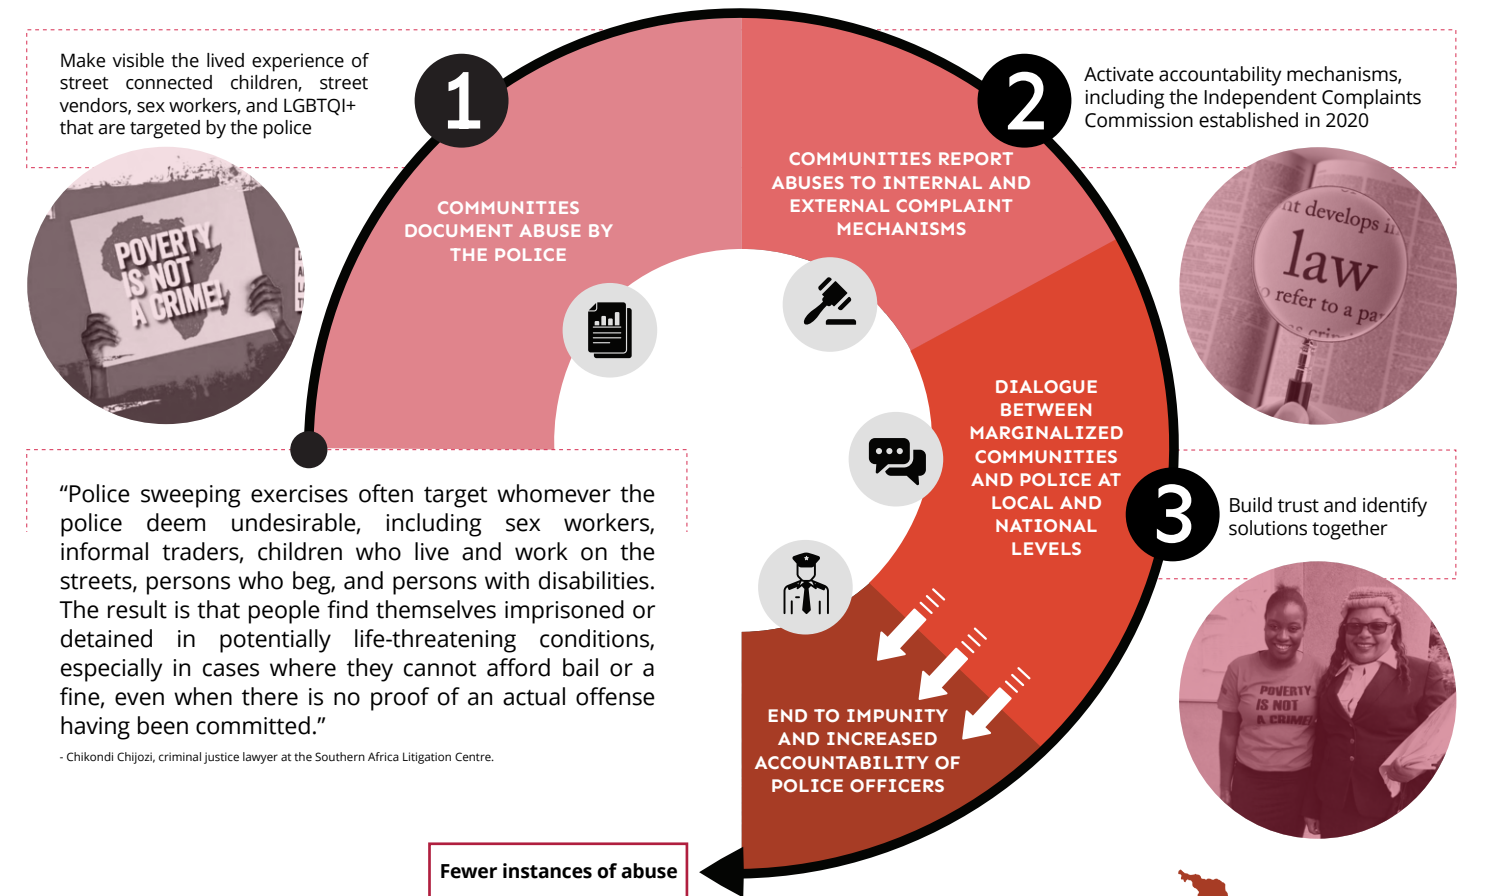 Make visible the lived experience of
street connected children, street
vendors, sex workers, and LGBTQI+
that are targeted by the police
1
2
Activate accountability mechanisms,
including the Independent Complaints
Commission established in 2020
COMMUNITIES
DOCUMENT ABUSE BY
THE POLICE
COMMUNITIES REPORT
ABUSES TO INTERNAL AND
EXTERNAL COMPLAINT
MECHANISMS
POVERTY
IS NOT
A CRIME!
nt develops in
law
o refer to a pa
DIALOGUE
BETWEEN
MARGINALIZED
COMMUNITIES
AND POLICE AT
LOCAL AND
NATIONAL
LEVELS
3
Build trust and identify
solutions together
“Police sweeping exercises often target whomever the
police deem undesirable, including sex workers,
informal traders, children who live and work on the
streets, persons who beg, and persons with disabilities.
The result is that people find themselves imprisoned or
detained in potentially life-threatening conditions,
especially in cases where they cannot afford bail or a
fine, even when there is no proof of an actual offense
having been committed.”
- Chikondi Chijozi, criminal justice lawyer at the Southern Africa Litigation Centre.
POVERTY
IS NOT
A CRIME
END TO IMPUNITY
AND INCREASED
ACCOUNTABILITY OF
POLICE OFFICERS
Fewer instances of abuse